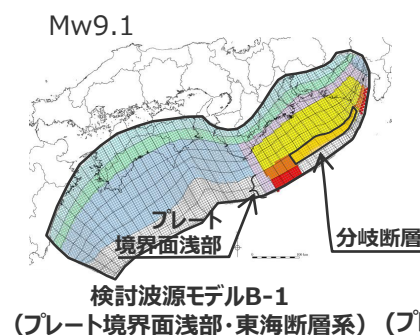 Mw9.1
プレート
境界面浅部
分岐断層
検討波源モデルB-1
(プレート境界面浅部・東海断層系)
(プ